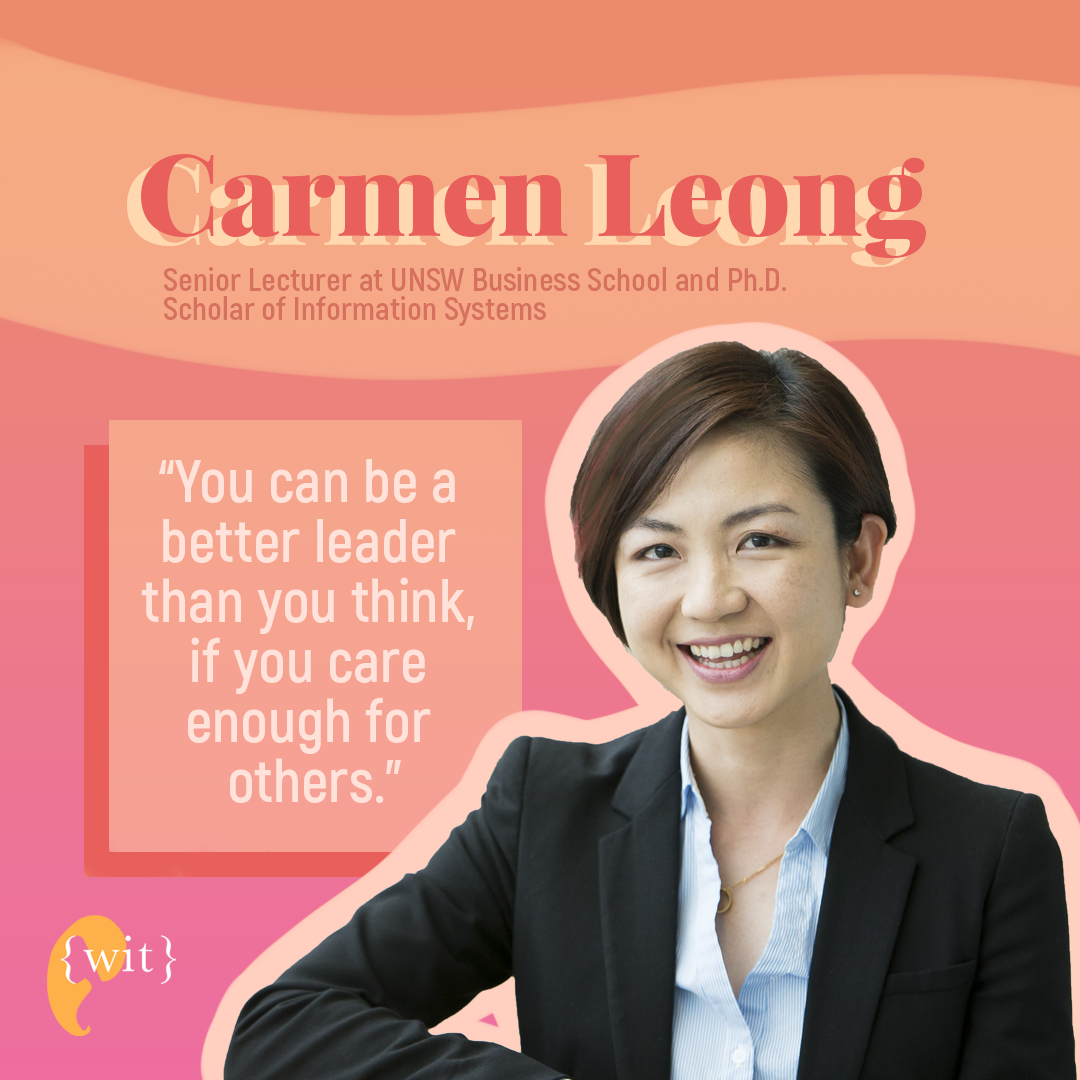 Carmen Leong
Senior Lecturer at UNSW Business School and Ph.D.
Scholar of Information Systems
“You can be a
better leader
than you think,
if you care
enough for
others.”
{wit}